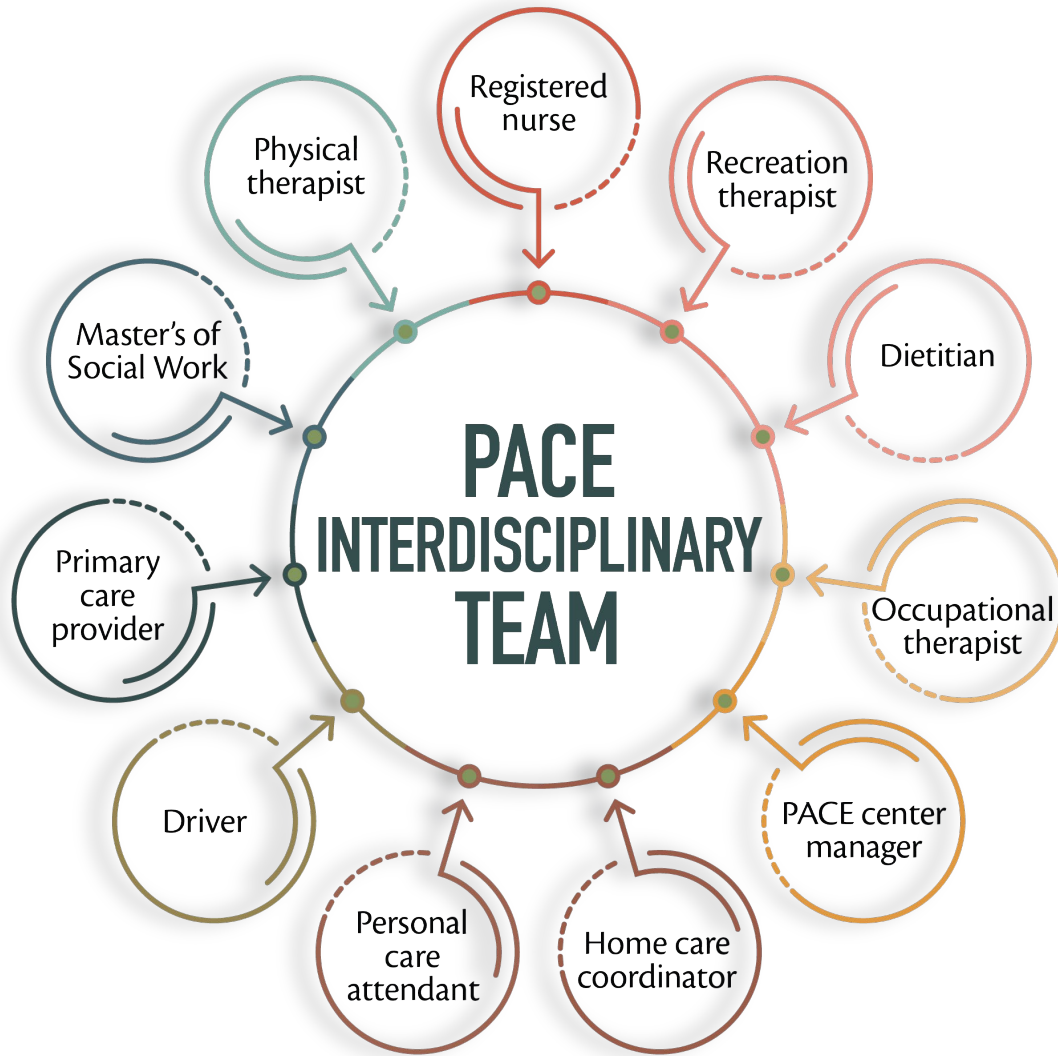 Registered
nurse
Recreation
therapist
Dietitian
Occupational
therapist
PACE center
manager
Home care
coordinator
Personal
care
attendant
Driver
Primary
care
provider
Master's of
Social Work
Physical
therapist
PACE
INTERDISCIPLINARY
TEAM